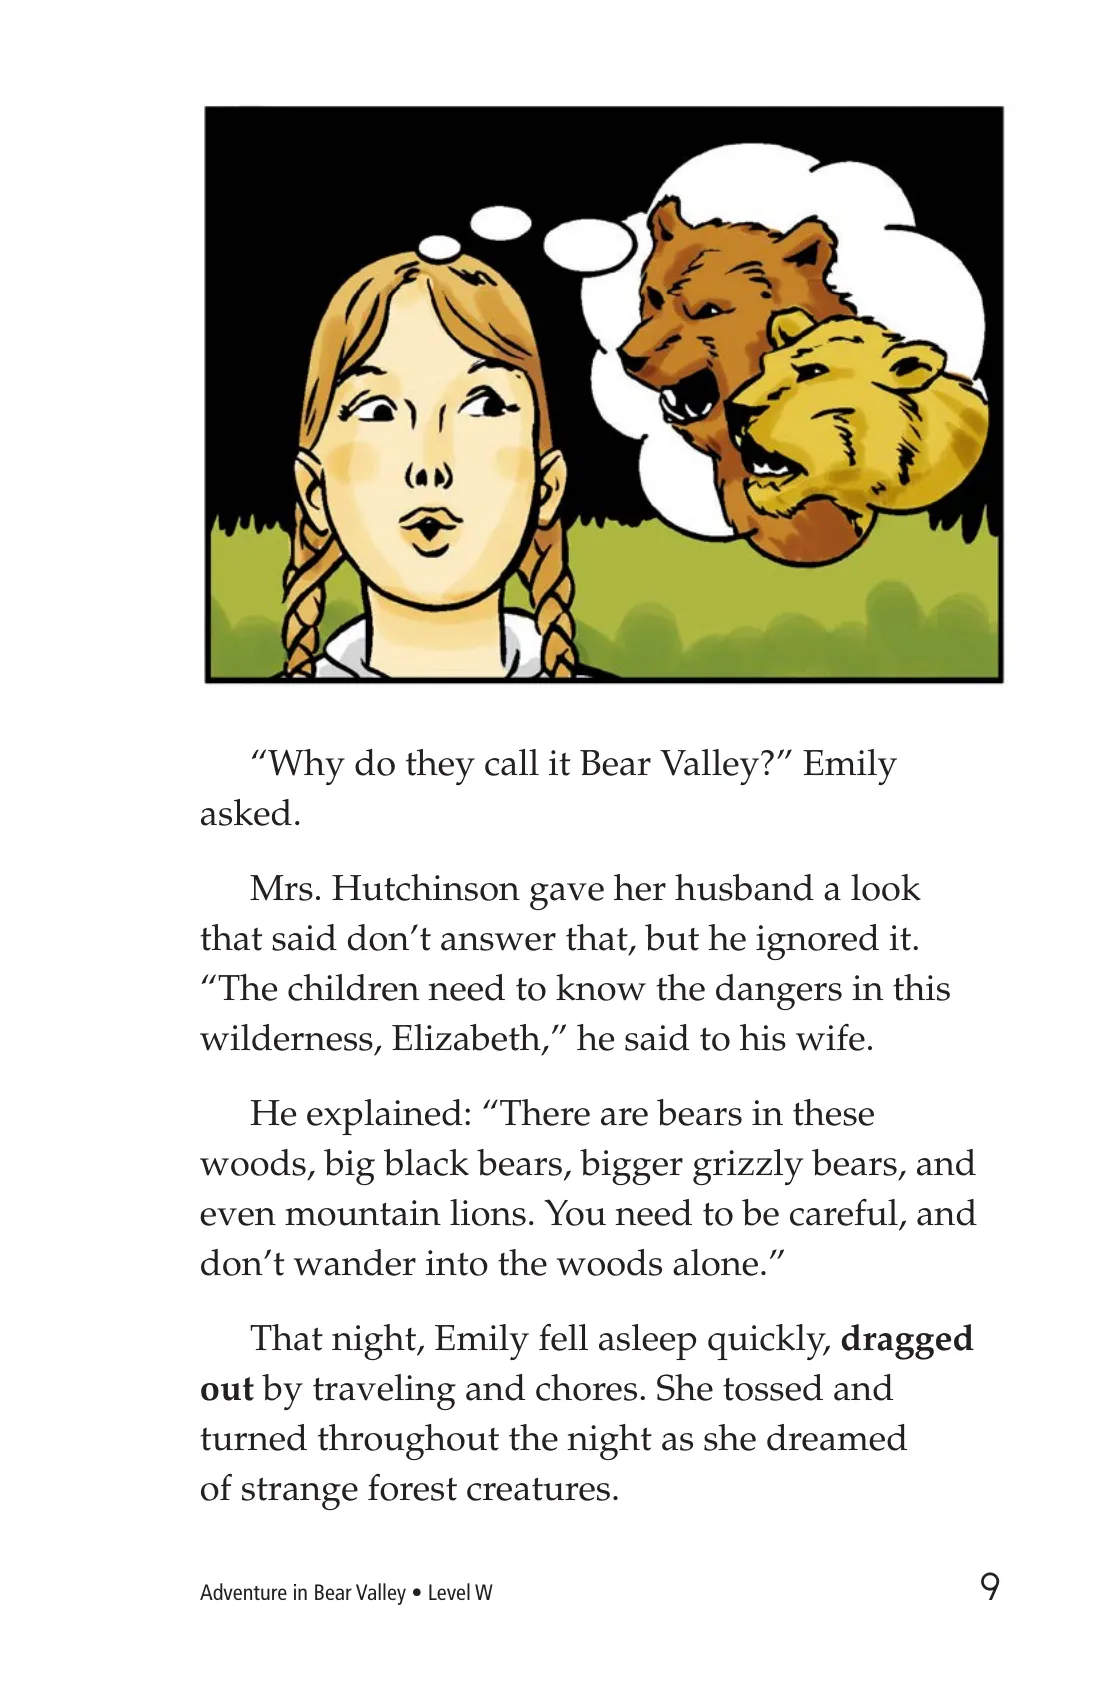 “Why do they call it Bear Valley?” Emily
asked.
Mrs. Hutchinson gave her husband a look
that said don’t answer that, but he ignored it.
“The children need to know the dangers in this
wilderness, Elizabeth,” he said to his wife.
He explained: “There are bears in these
woods, big black bears, bigger grizzly bears, and
even mountain lions. You need to be careful, and
don’t wander into the woods alone.”
That night, Emily fell asleep quickly, dragged
out by traveling and chores. She tossed and
turned throughout the night as she dreamed
of strange forest creatures.
Adventure in Bear Valley • Level W
9